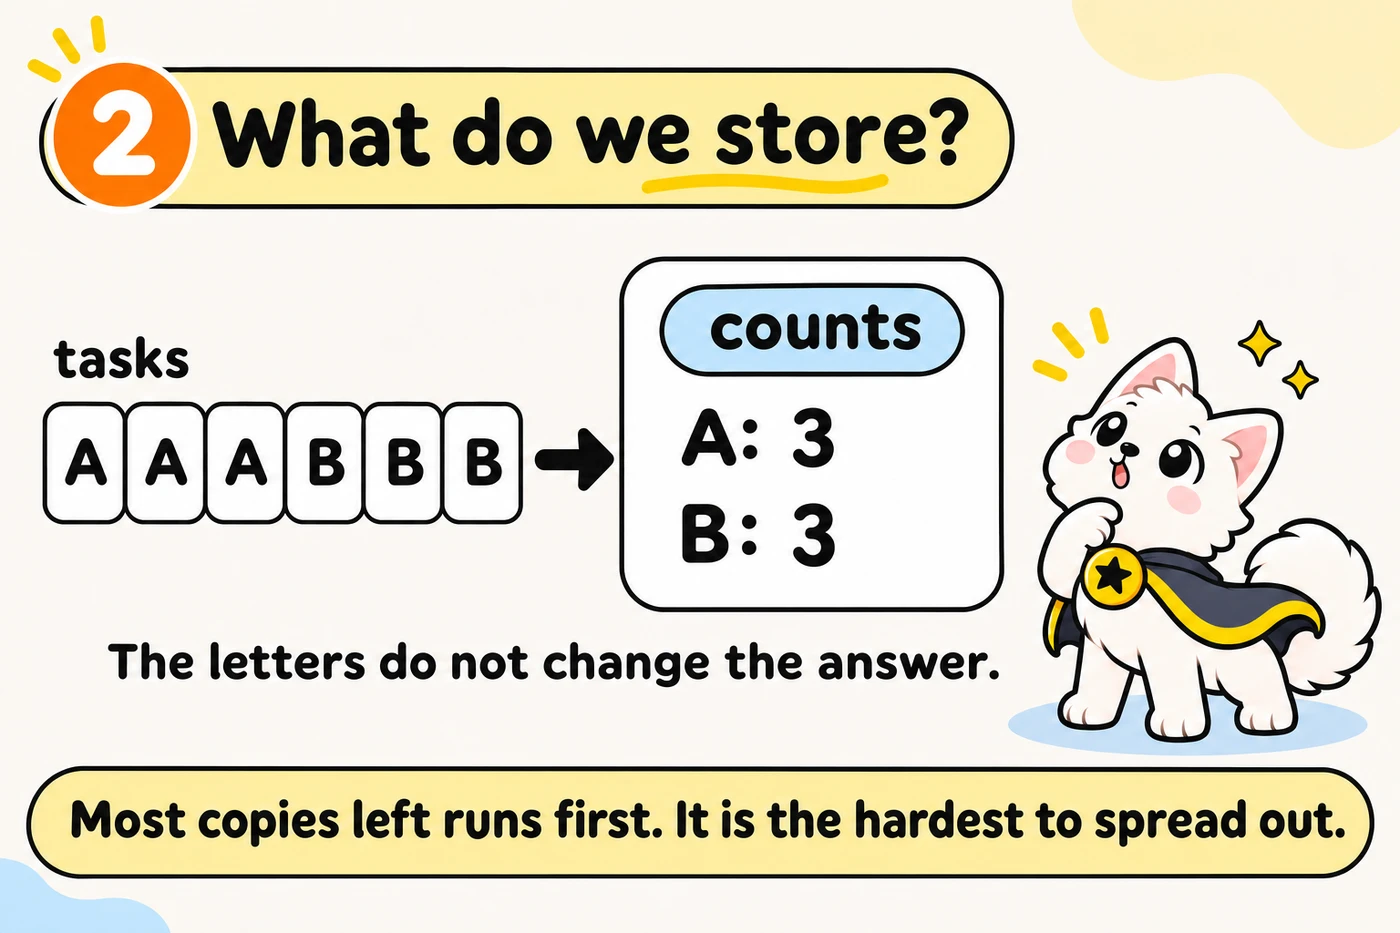 2 What do we store?
tasks
A A A B B B
counts
A: 3
B: 3
The letters do not change the answer.
Most copies left runs first. It is the hardest to spread out.